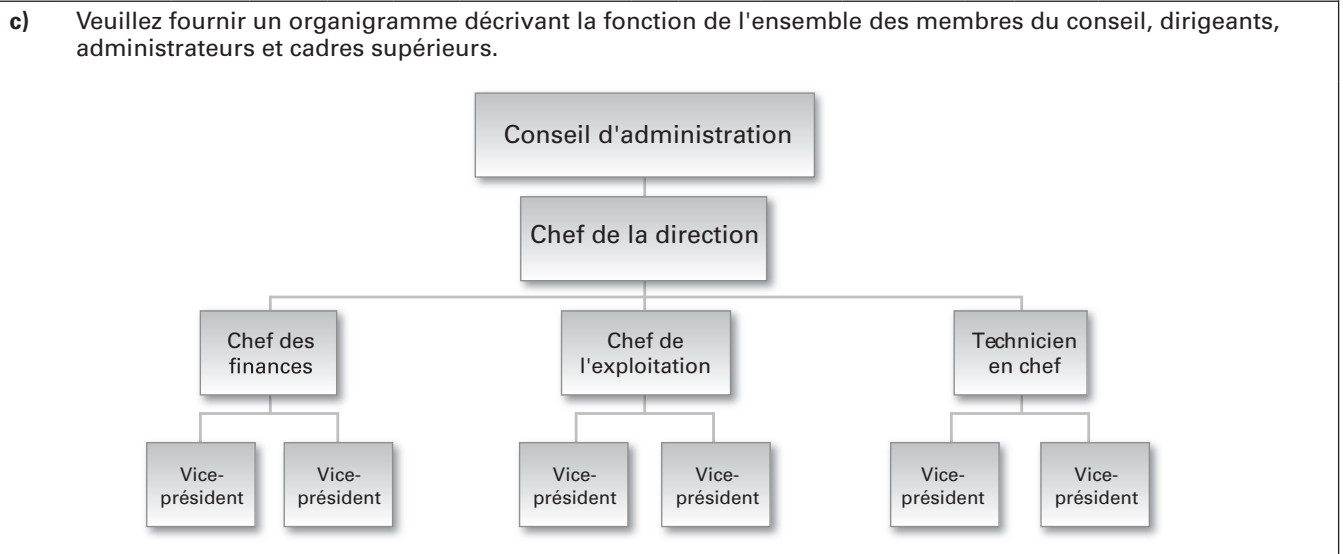 c) Veuillez fournir un organigramme décrivant la fonction de l'ensemble des membres du conseil, dirigeants,
administrateurs et cadres supérieurs.
Conseil d'administration
Chef de la direction
Chef des
finances
Chef de
l'exploitation
Technicien
en chef
Vice-
président
Vice-
président
Vice-
président
Vice-
président
Vice-
président
Vice-
président